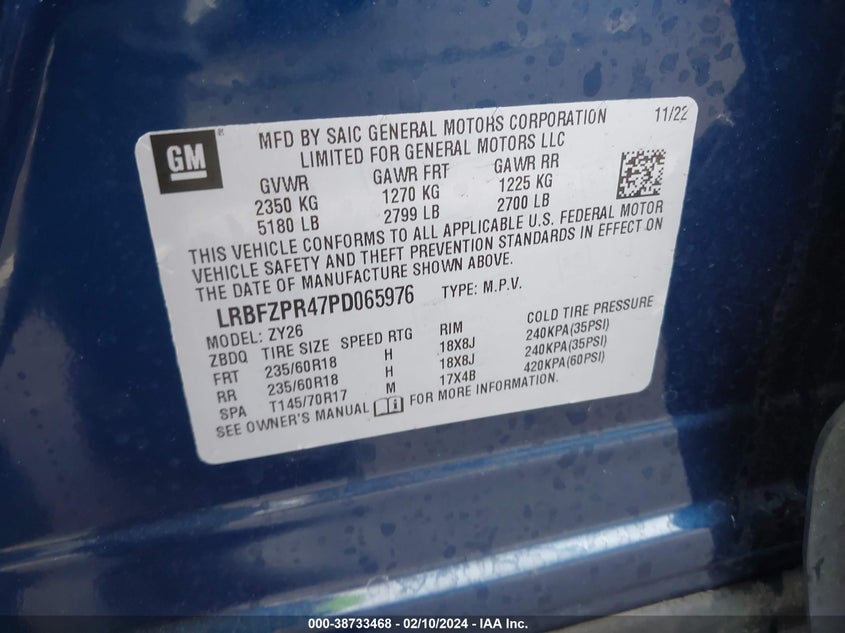 GM
MFD BY SAIC GENERAL MOTORS CORPORATION
LIMITED FOR GENERAL MOTORS LLC
11/22
GVWR GAWR FRT GAWR RR
2350 KG 1270 KG 1225 KG
5180 LB 2799 LB 2700 LB
THIS VEHICLE CONFORMS TO ALL APPLICABLE U.S. FEDERAL MOTOR
VEHICLE SAFETY AND THEFT PREVENTION STANDARDS IN EFFECT ON
THE DATE OF MANUFACTURE SHOWN ABOVE.
LRBFZPR47PD065976 TYPE: M.P.V.
MODEL: ZY26
ZBDQ TIRE SIZE SPEED RTG RIM COLD TIRE PRESSURE
FRT 235/60R18 H 18X8J 240KPA(35PSI)
RR 235/60R18 H 18X8J 240KPA(35PSI)
SPA T145/70R17 M 17X4B 420KPA(60PSI)
SEE OWNER'S MANUAL FOR MORE INFORMATION.
000-38733468 - 02/10/2024 - IAA Inc.